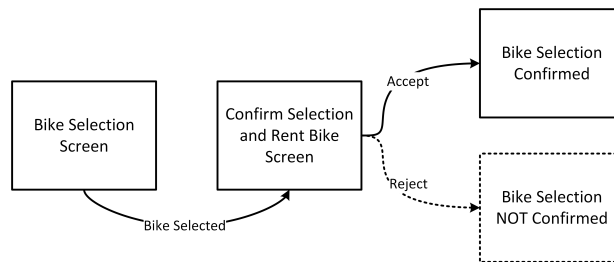 Bike Selection
Screen
Bike Selected
Confirm Selection
and Rent Bike
Screen
Accept
Reject
Bike Selection
Confirmed
Bike Selection
NOT Confirmed